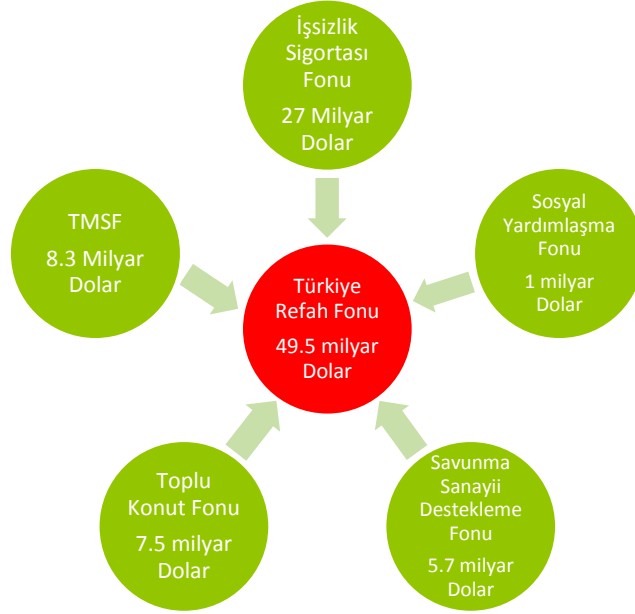 İşsizlik
Sigortası
Fonu
27 Milyar
Dolar
TMSF
8.3 Milyar
Dolar
Sosyal
Yardımlaşma
Fonu
1 milyar
Dolar
Türkiye
Refah Fonu
49.5 milyar
Dolar
Toplu
Konut Fonu
7.5 milyar
Dolar
Savunma
Sanayii
Destekleme
Fonu
5.7 milyar
Dolar